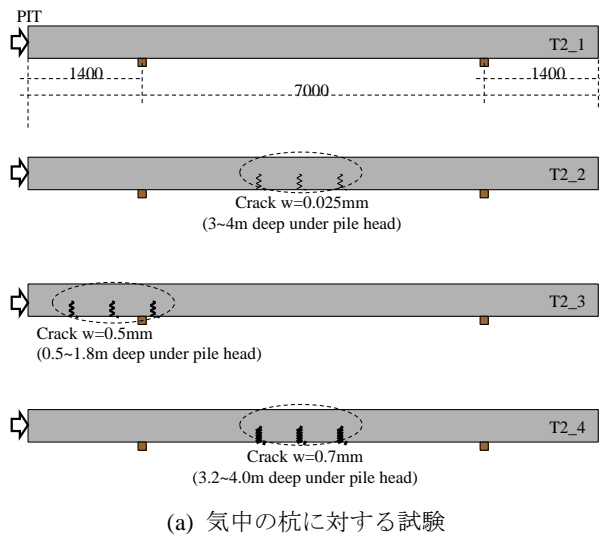 PIT
T2_1
1400
7000
1400
T2_2
Crack w=0.025mm
(3~4m deep under pile head)
T2_3
Crack w=0.5mm
(0.5~1.8m deep under pile head)
T2_4
Crack w=0.7mm
(3.2~4.0m deep under pile head)
(a) 気中の杭に対する試験